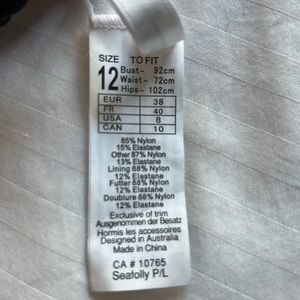 SIZE TO FIT
12 Bust- 92cm
Waist- 72cm
Hips- 102cm
EUR 38
FR 40
USA 8
CAN 10
85% Nylon
15% Elastane
Other 87% Nylon
13% Elastane
Lining 88% Nylon
12% Elastane
Futter 88% Nylon
12% Elastane
Doublure 88% Nylon
12% Elastane
Exclusive of trim
Ausgenommen der Besatz
Hormis les accessoires
Designed in Australia
Made in China
CA # 10765
Seafolly P/L